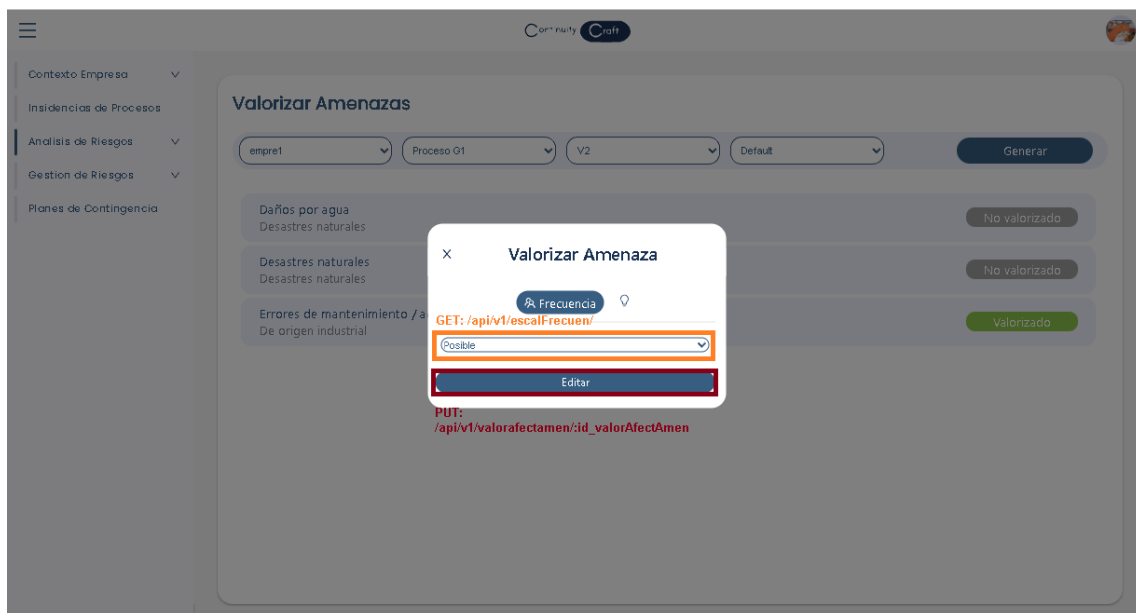 Continuity Craft
Contexto Empresa
Insidencias de Procesos
Analisis de Riesgos
Gestion de Riesgos
Planes de Contingencia
Valorizar Amenazas
empre1
Proceso G1
V2
Default
Generar
Daños por agua
Desastres naturales
No valorizado
Desastres naturales
Desastres naturales
No valorizado
Errores de mantenimiento / a
De origen industrial
Valorizado
X
Valorizar Amenaza
Frecuencia
GET: /api/v1/escalFrecuen/
Posible
Editar
PUT:
/api/v1/valorafectamen/:id_valorAfectAmen